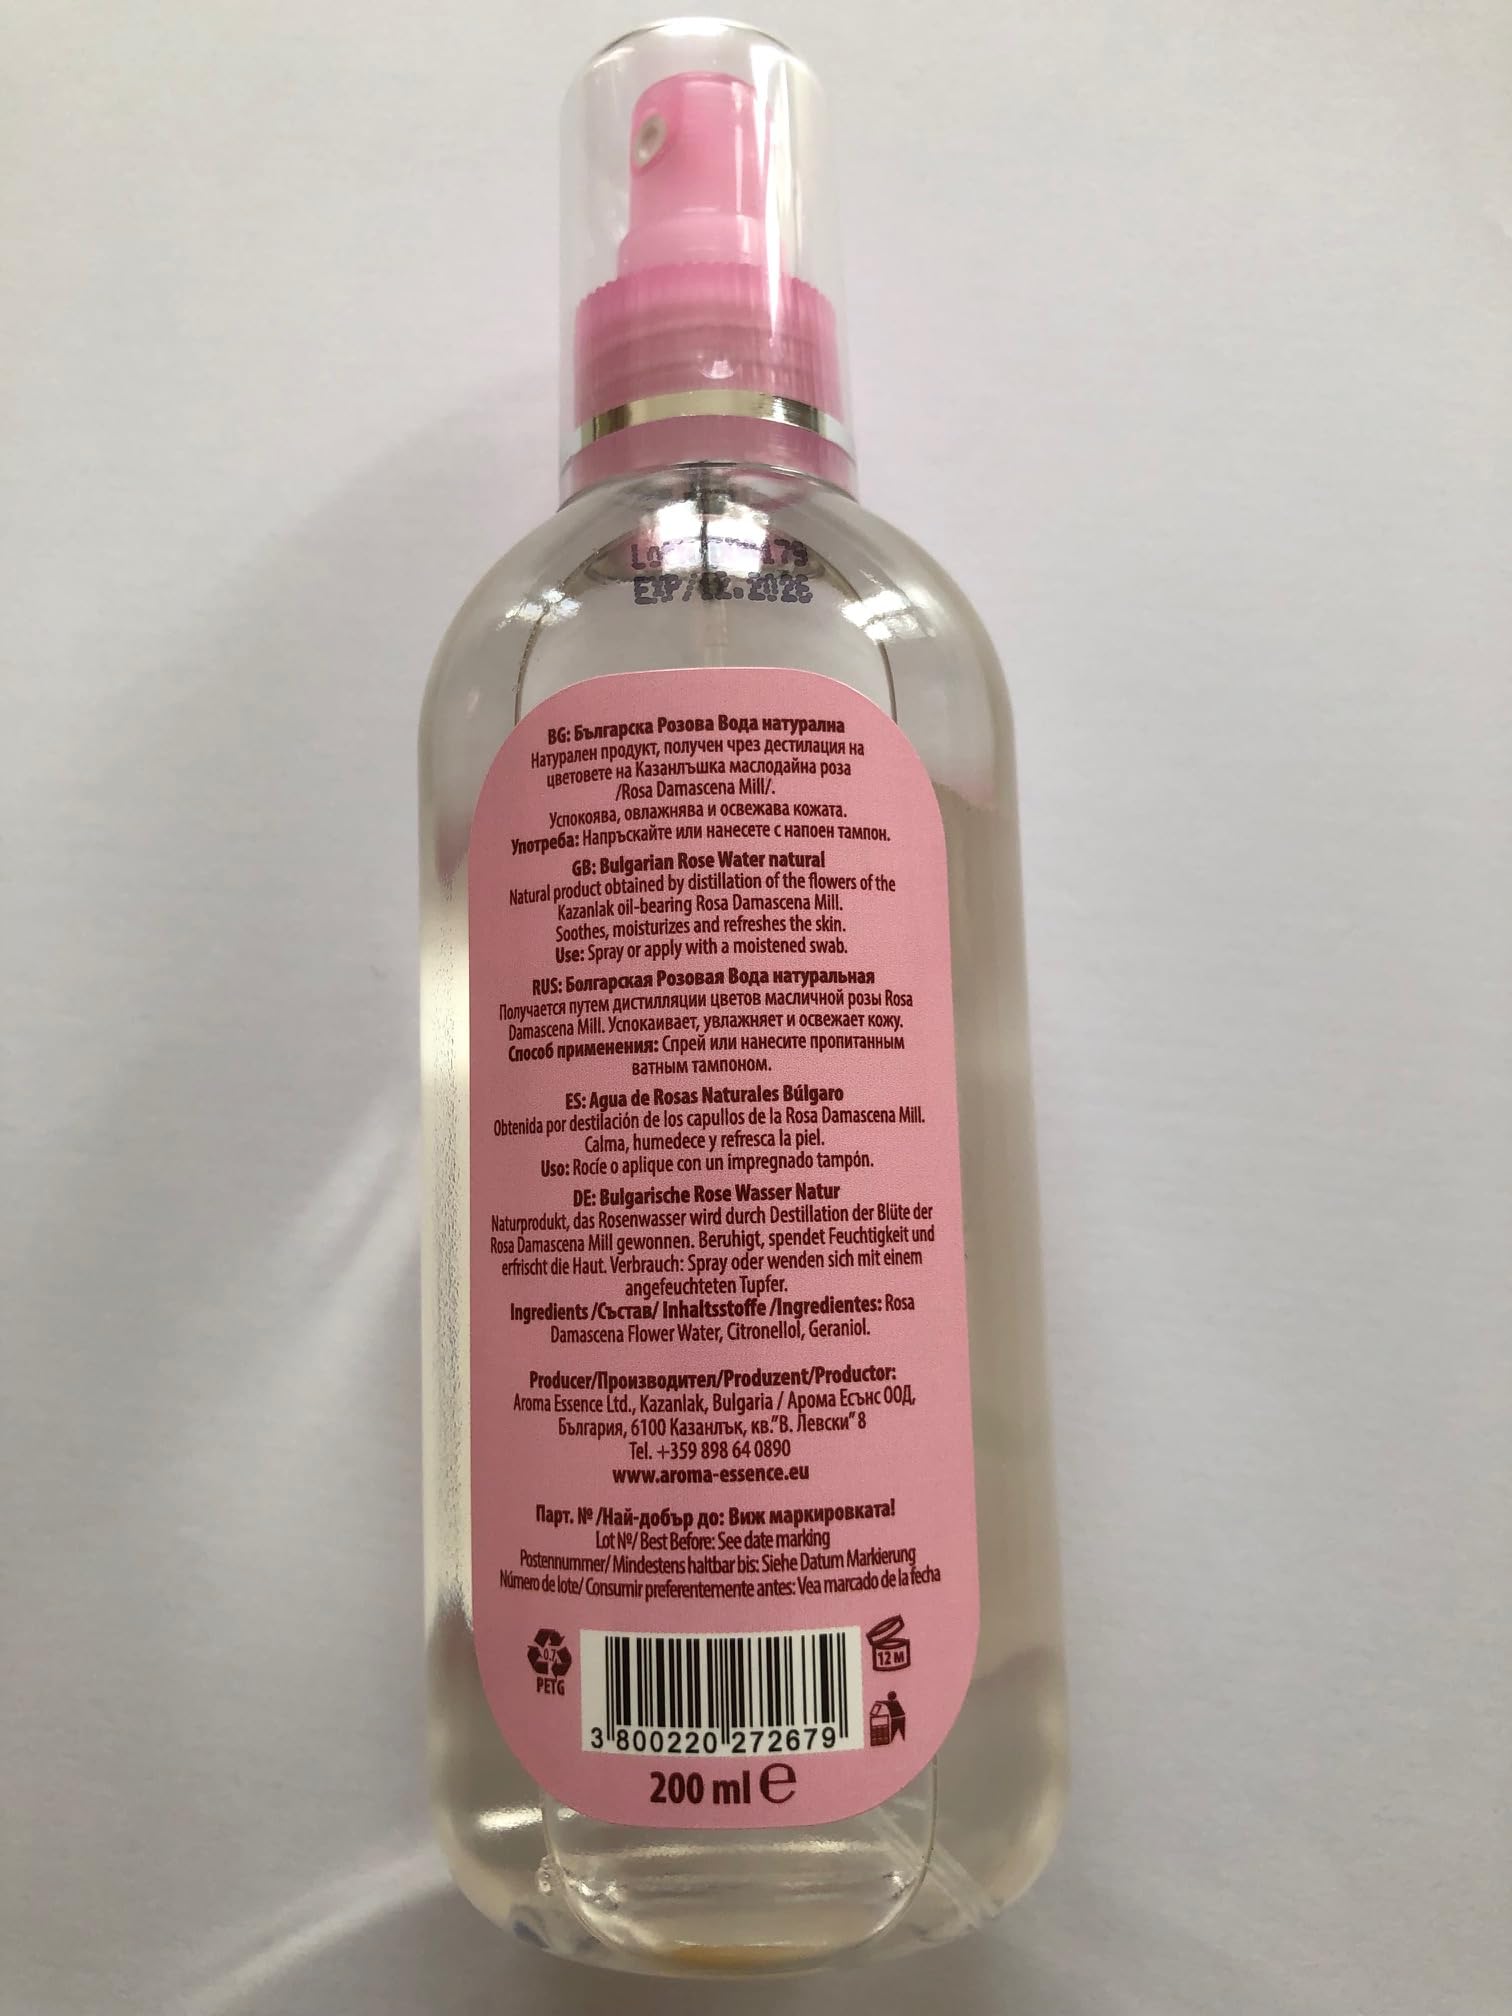 179
EXP/12.2026
BG: Българска Розова Вода натурална
Натурален продукт, получен чрез дестилация на
цветовете на Казанлъшка маслодайна роза
/Rosa Damascena Mill/.
Успокоява, овлажнява и освежава кожата.
Употреба: Напръскайте или нанесете с напоен тампон.
GB: Bulgarian Rose Water natural
Natural product obtained by distillation of the flowers of the
Kazanlak oil-bearing Rosa Damascena Mill.
Soothes, moisturizes and refreshes the skin.
Use: Spray or apply with a moistened swab.
RUS: Болгарская Розовая Вода натуральная
Получается путем дистилляции цветов масличной розы Rosa
Damascena Mill. Успокаивает, увлажняет и освежает кожу.
Способ применения: Спрей или нанесите пропитанным
ватным тампоном.
ES: Agua de Rosas Naturales Búlgaro
Obtenida por destilación de los capullos de la Rosa Damascena Mill.
Calma, humedece y refresca la piel.
Uso: Rocíe o aplique con un impregnado tampón.
DE: Bulgarische Rose Wasser Natur
Naturprodukt, das Rosenwasser wird durch Destillation der Blüte der
Rosa Damascena Mill gewonnen. Beruhigt, spendet Feuchtigkeit und
erfrischt die Haut. Verbrauch: Spray oder wenden sich mit einem
angefeuchteten Tupfer.
Ingredients /Състав/ Inhaltsstoffe /Ingredientes: Rosa
Damascena Flower Water, Citronellol, Geraniol.
Producer/Производител/Produzent/Productor:
Aroma Essence Ltd., Kazanlak, Bulgaria / Арома Есънс ООД,
България, 6100 Казанлък, кв."В. Левски" 8
Tel. +359 898 64 0890
www.aroma-essence.eu
Парт. № /Най-добър до: Виж маркировката!
Lot №/ Best Before: See date marking
Postennummer/ Mindestens haltbar bis: Siehe Datum Markierung
Número de lote/ Consumir preferentemente antes: Vea marcado de la fecha
0.7
PETG
12 M
3 800220 272679
200 ml e